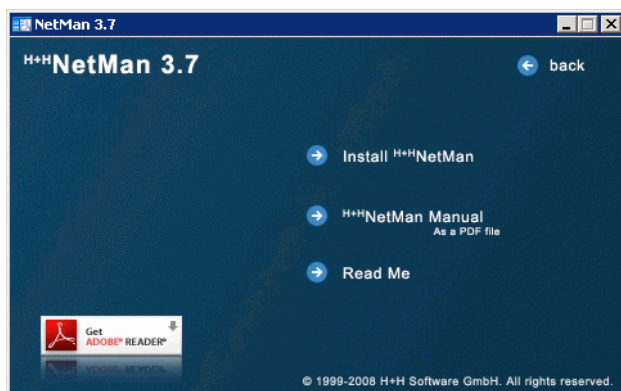 NetMan 3.7
H+HNetMan 3.7
back
Install H+HNetMan
H+HNetMan Manual
As a PDF file
Read Me
Get
ADOBE® READER®
© 1999-2008 H+H Software GmbH. All rights reserved.